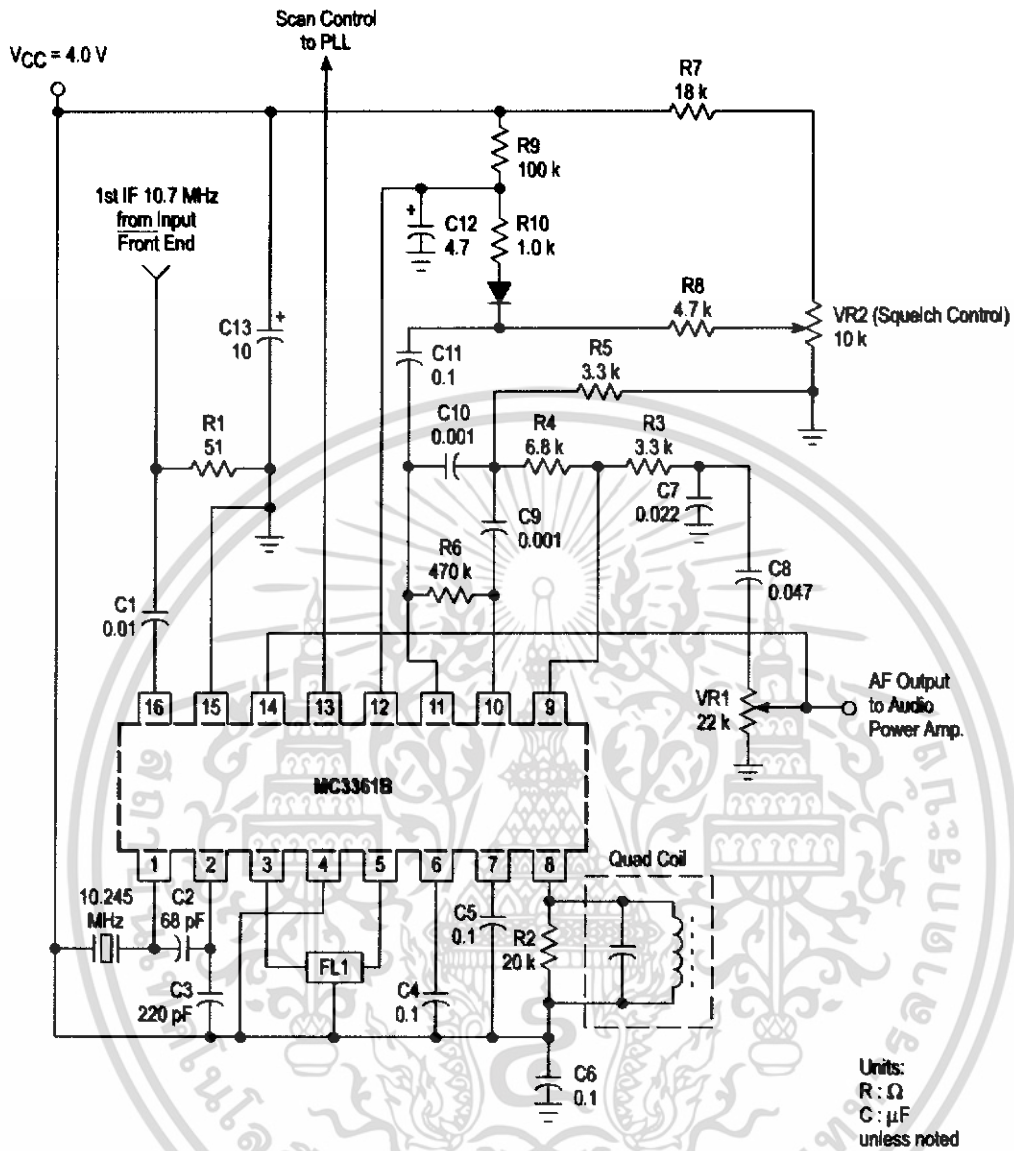 Scan Control
to PLL
VCC = 4.0 V
R7
18 k
R9
100 k
1st IF 10.7 MHz
from Input
Front End
+
C12
4.7
R10
1.0 k
R8
4.7 k
VR2 (Squelch Control)
10 k
C13
10
+
C11
0.1
R5
3.3 k
C10
0.001
R4
6.8 k
R3
3.3 k
R1
51
C7
0.022
C9
0.001
R6
470 k
C8
0.047
C1
0.01
AF Output
to Audio
Power Amp.
VR1
22 k
16
15
14
13
12
11
10
9
MC3361B
1
2
3
4
5
6
7
8
Quad Coil
10.245
MHz
C2
68 pF
C5
0.1
R2
20 k
FL1
C3
220 pF
C4
0.1
C6
0.1
Units:
R : Ω
C : µF
unless noted